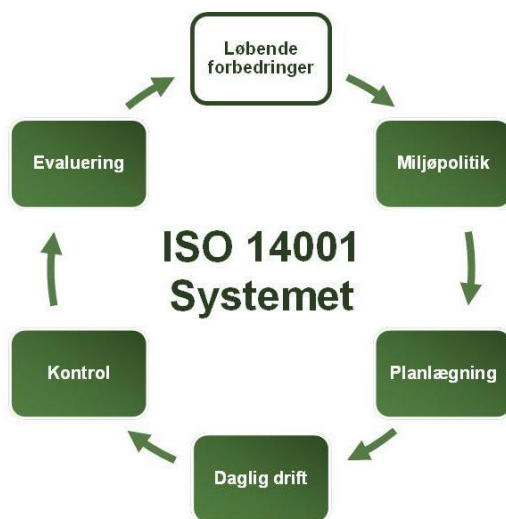 Løbende
forbedringer
Miljøpolitik
Planlægning
Daglig drift
Kontrol
Evaluering
ISO 14001
Systemet